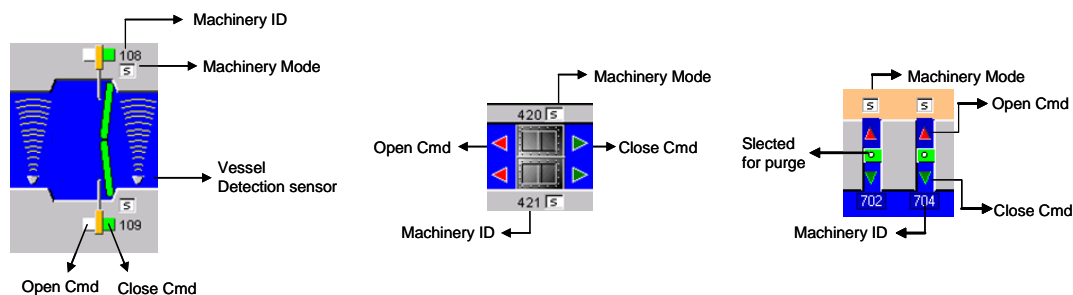 Machinery ID
108
S
Machinery Mode
Vessel
Detection sensor
S
109
Open Cmd
Close Cmd
Machinery Mode
420 S
Open Cmd
Close Cmd
421 S
Machinery ID
Machinery Mode
S
S
Open Cmd
Slected
for purge
702
704
Close Cmd
Machinery ID